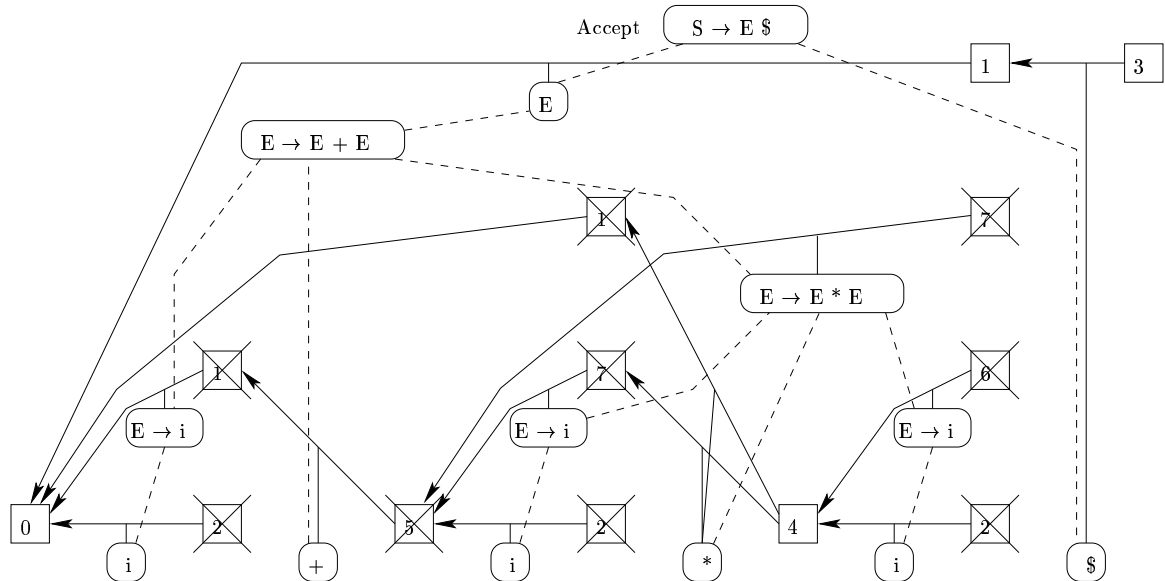 Accept S → E $
1 3
E
E → E + E
1 7
E → E * E
1 7 6
E → i E → i E → i
0 2 5 2 4 2
i + i * i $